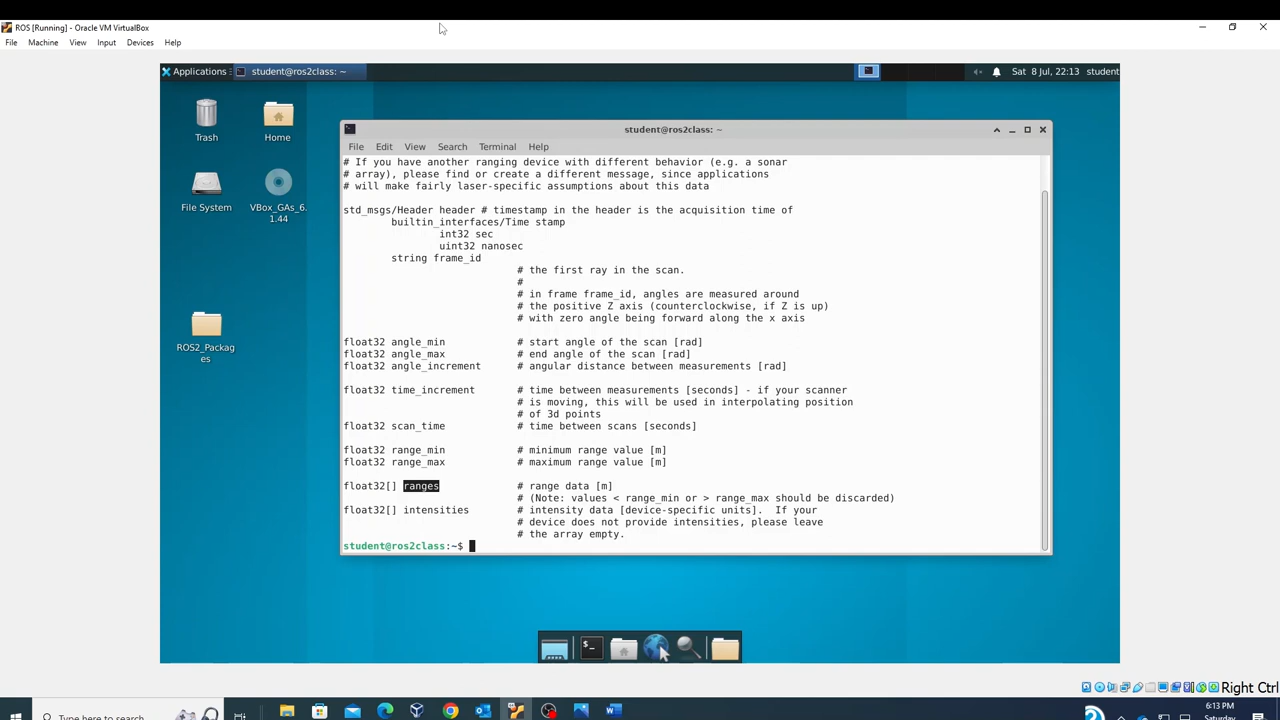 ROS [Running] - Oracle VM VirtualBox
File Machine View Input Devices Help
Applications student@ros2class: ~ Sat 8 Jul, 22:13 student
Trash Home
File System VBox_GAs_6.
1.44
ROS2_Packag
es
student@ros2class: ~
File Edit View Search Terminal Help
# If you have another ranging device with different behavior (e.g. a sonar
# array), please find or create a different message, since applications
# will make fairly laser-specific assumptions about this data
std_msgs/Header header # timestamp in the header is the acquisition time of
builtin_interfaces/Time stamp
int32 sec
uint32 nanosec
string frame_id
# the first ray in the scan.
#
# in frame frame_id, angles are measured around
# the positive Z axis (counterclockwise, if Z is up)
# with zero angle being forward along the x axis
float32 angle_min # start angle of the scan [rad]
float32 angle_max # end angle of the scan [rad]
float32 angle_increment # angular distance between measurements [rad]
float32 time_increment # time between measurements [seconds] - if your scanner
# is moving, this will be used in interpolating position
# of 3d points
float32 scan_time # time between scans [seconds]
float32 range_min # minimum range value [m]
float32 range_max # maximum range value [m]
float32[] ranges # range data [m]
# (Note: values < range_min or > range_max should be discarded)
float32[] intensities # intensity data [device-specific units].  If your
# device does not provide intensities, please leave
# the array empty.
student@ros2class:~$
Right Ctrl
Type here to search 6:13 PM
Saturday